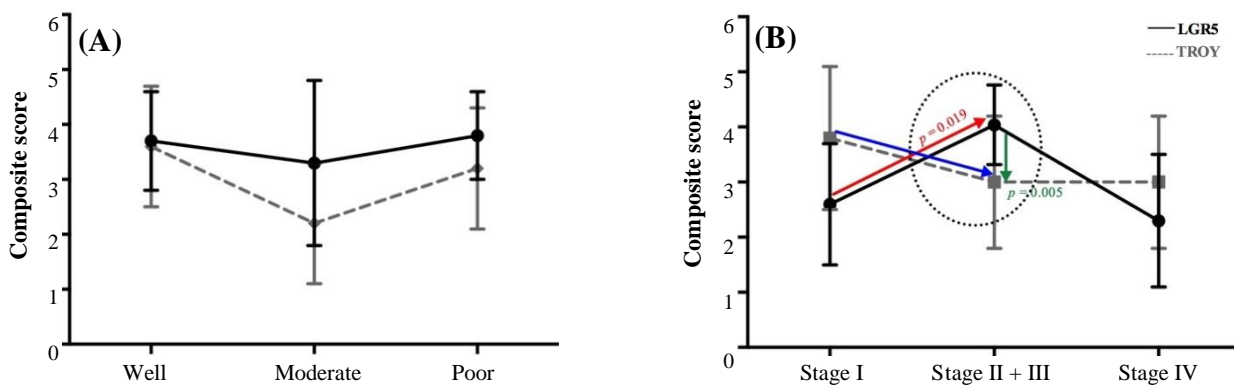 (A)
Composite score
6
5
4
3
2
1
0
Well Moderate Poor
(B)
LGR5
TROY
Composite score
6
5
4
3
2
1
0
p = 0.019
p = 0.005
Stage I Stage II + III Stage IV